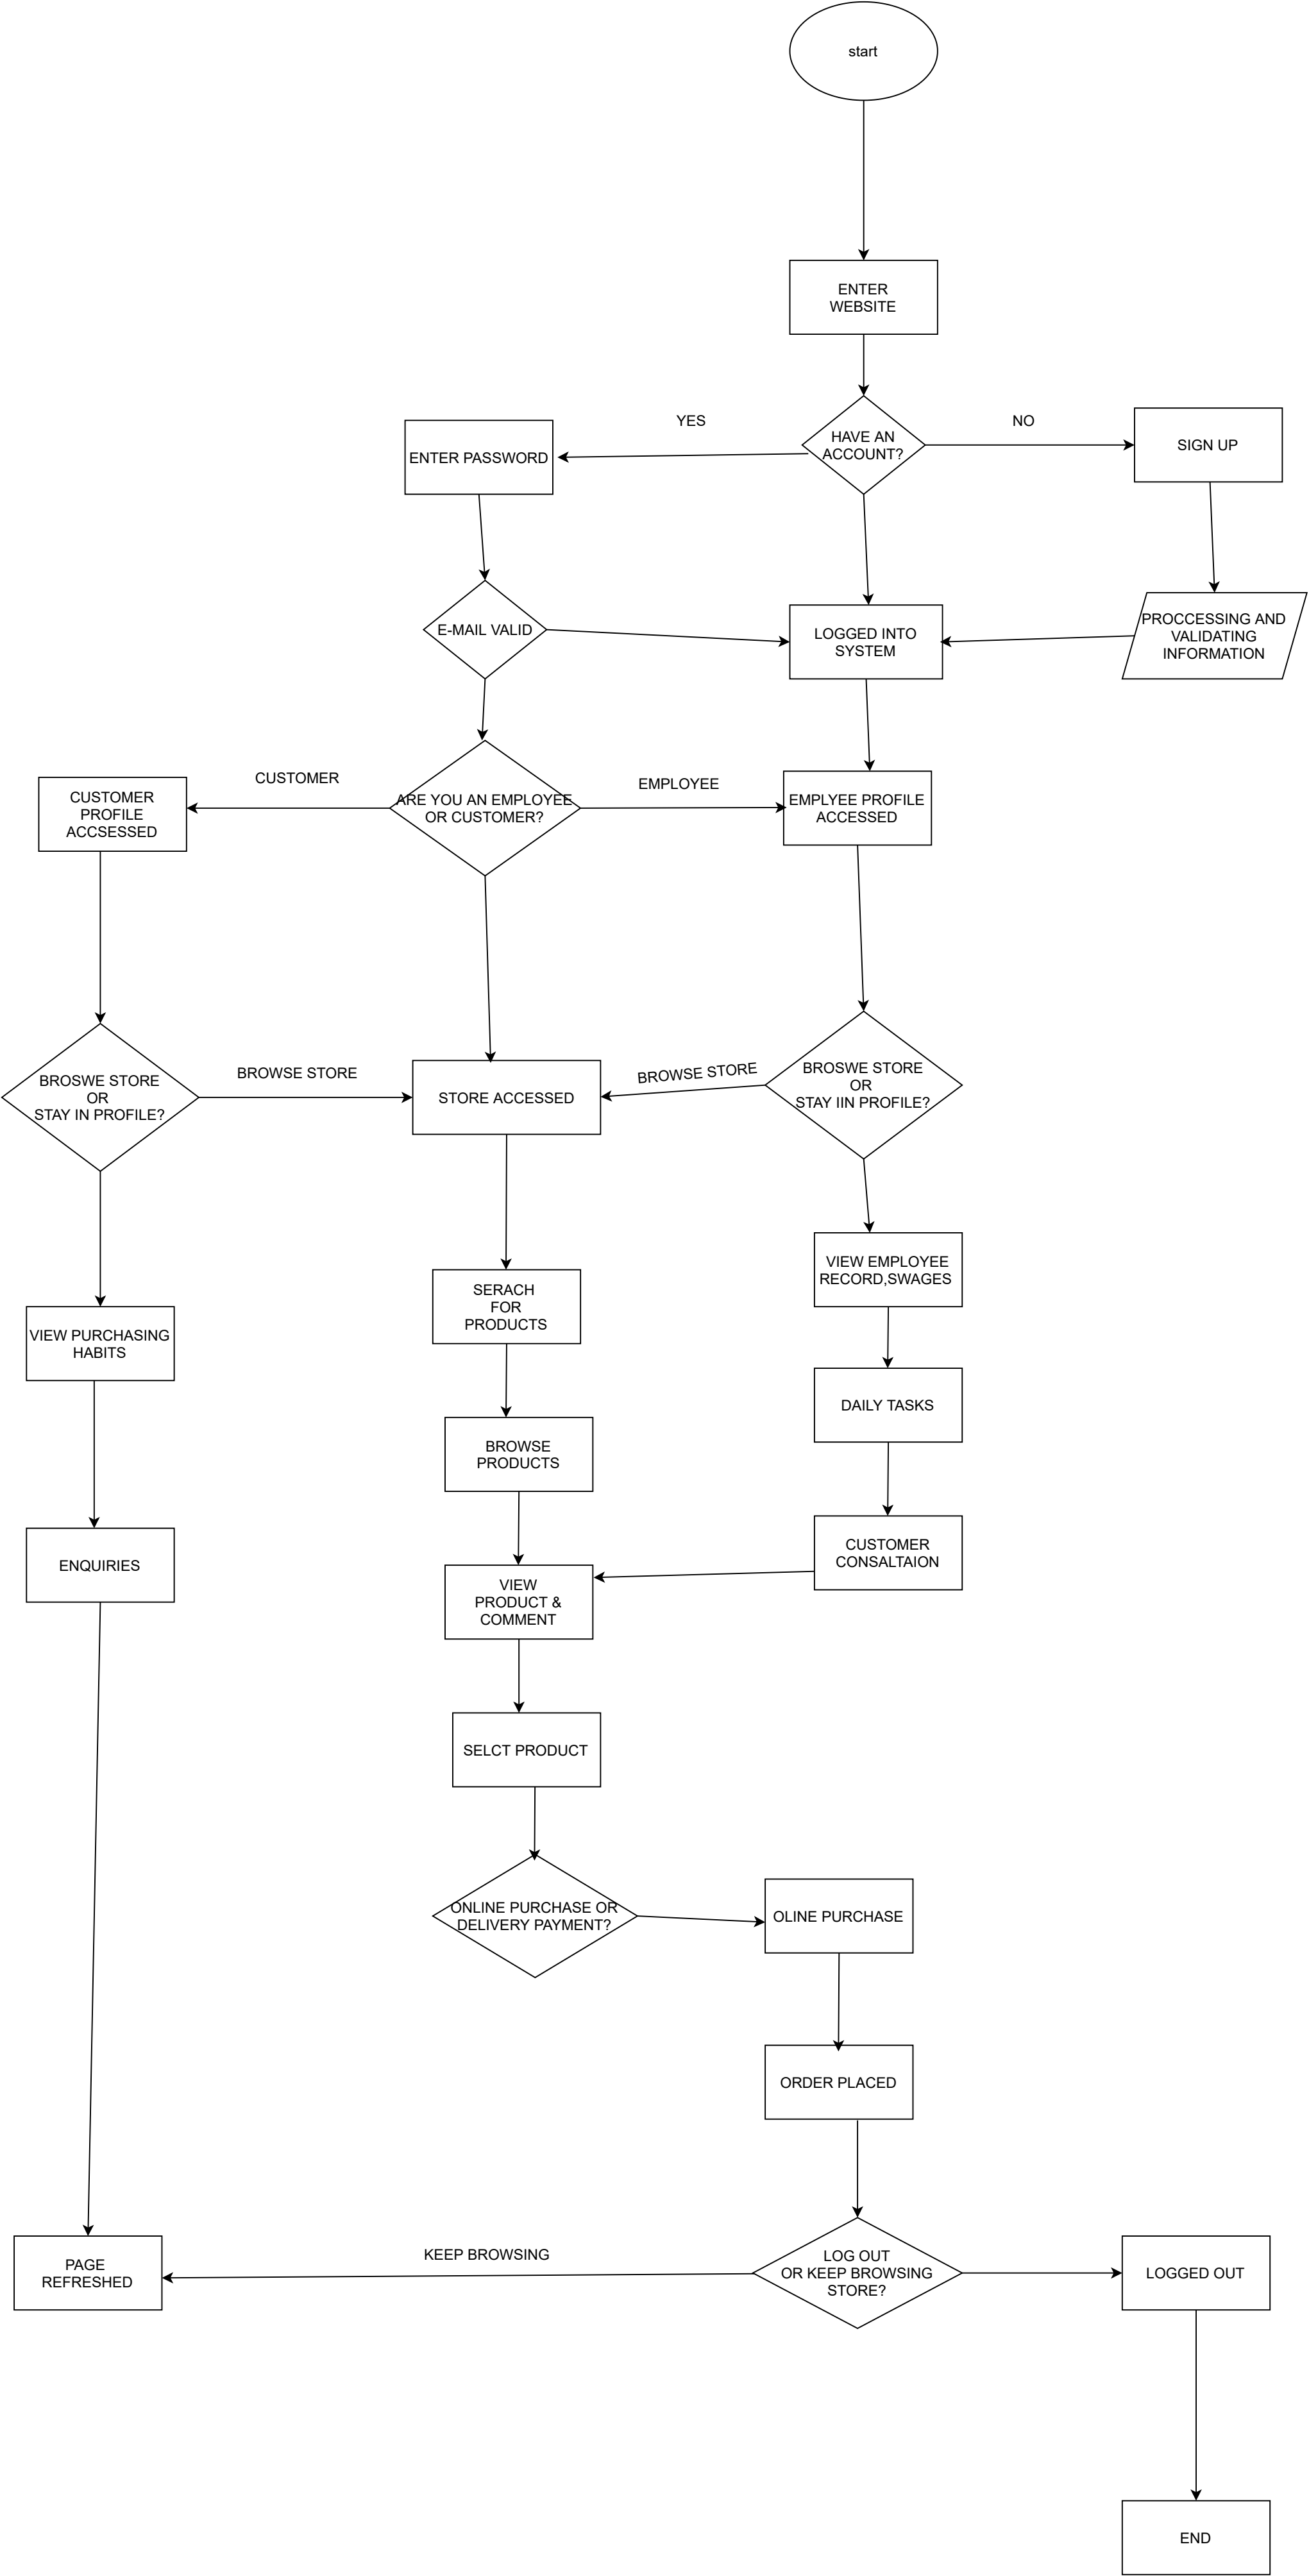 start
ENTER
WEBSITE
YES
HAVE AN
ACCOUNT?
NO
SIGN UP
ENTER PASSWORD
E-MAIL VALID
LOGGED INTO
SYSTEM
PROCCESSING AND
VALIDATING
INFORMATION
CUSTOMER
EMPLOYEE
CUSTOMER
PROFILE
ACCSESSED
ARE YOU AN EMPLOYEE
OR CUSTOMER?
EMPLYEE PROFILE
ACCESSED
BROSWE STORE
OR
STAY IN PROFILE?
BROWSE STORE
STORE ACCESSED
BROWSE STORE
BROSWE STORE
OR
STAY IIN PROFILE?
VIEW EMPLOYEE
RECORD,SWAGES
SERACH
FOR
PRODUCTS
VIEW PURCHASING
HABITS
DAILY TASKS
BROWSE
PRODUCTS
ENQUIRIES
CUSTOMER
CONSALTAION
VIEW
PRODUCT &
COMMENT
SELCT PRODUCT
ONLINE PURCHASE OR
DELIVERY PAYMENT?
OLINE PURCHASE
ORDER PLACED
PAGE
REFRESHED
KEEP BROWSING
LOG OUT
OR KEEP BROWSING
STORE?
LOGGED OUT
END